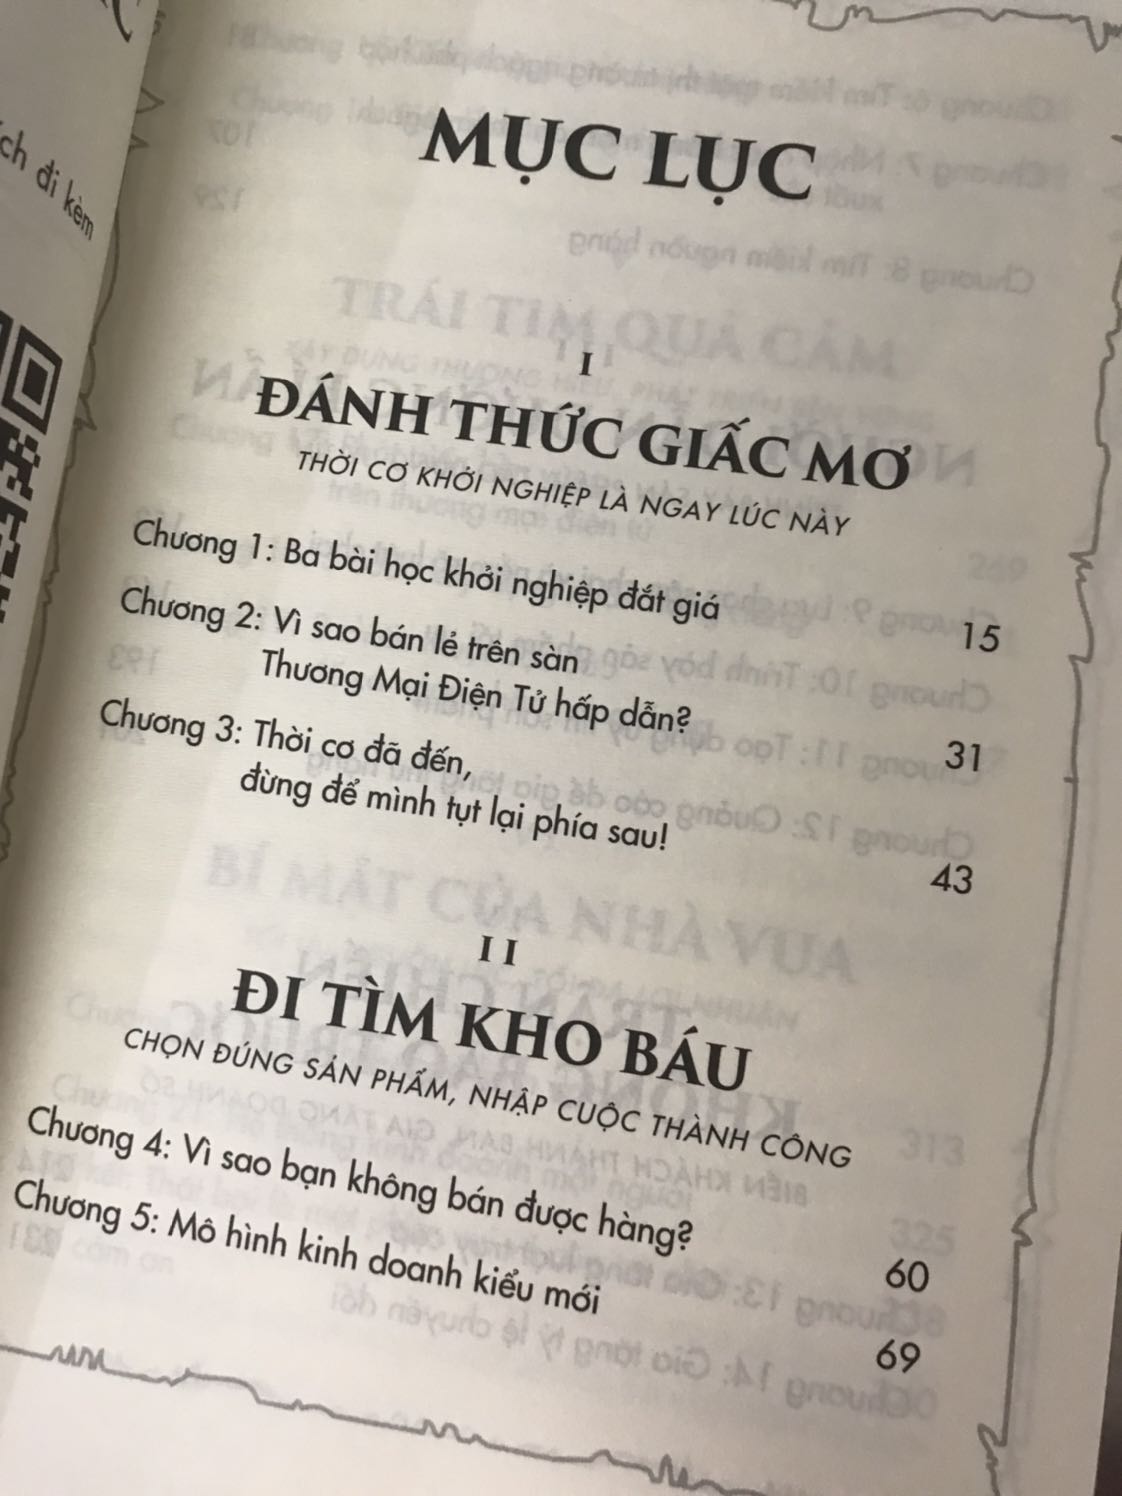 ích đi kèm
MỤC LỤC
I
ĐÁNH THỨC GIẤC MƠ
THỜI CƠ KHỞI NGHIỆP LÀ NGAY LÚC NÀY
Chương 1: Ba bài học khởi nghiệp đắt giá 15
Chương 2: Vì sao bán lẻ trên sàn
Thương Mại Điện Tử hấp dẫn? 31
Chương 3: Thời cơ đã đến,
đừng để mình tụt lại phía sau! 43
II
ĐI TÌM KHO BÁU
CHỌN ĐÚNG SẢN PHẨM, NHẬP CUỘC THÀNH CÔNG
Chương 4: Vì sao bạn không bán được hàng? 60
Chương 5: Mô hình kinh doanh kiểu mới 69